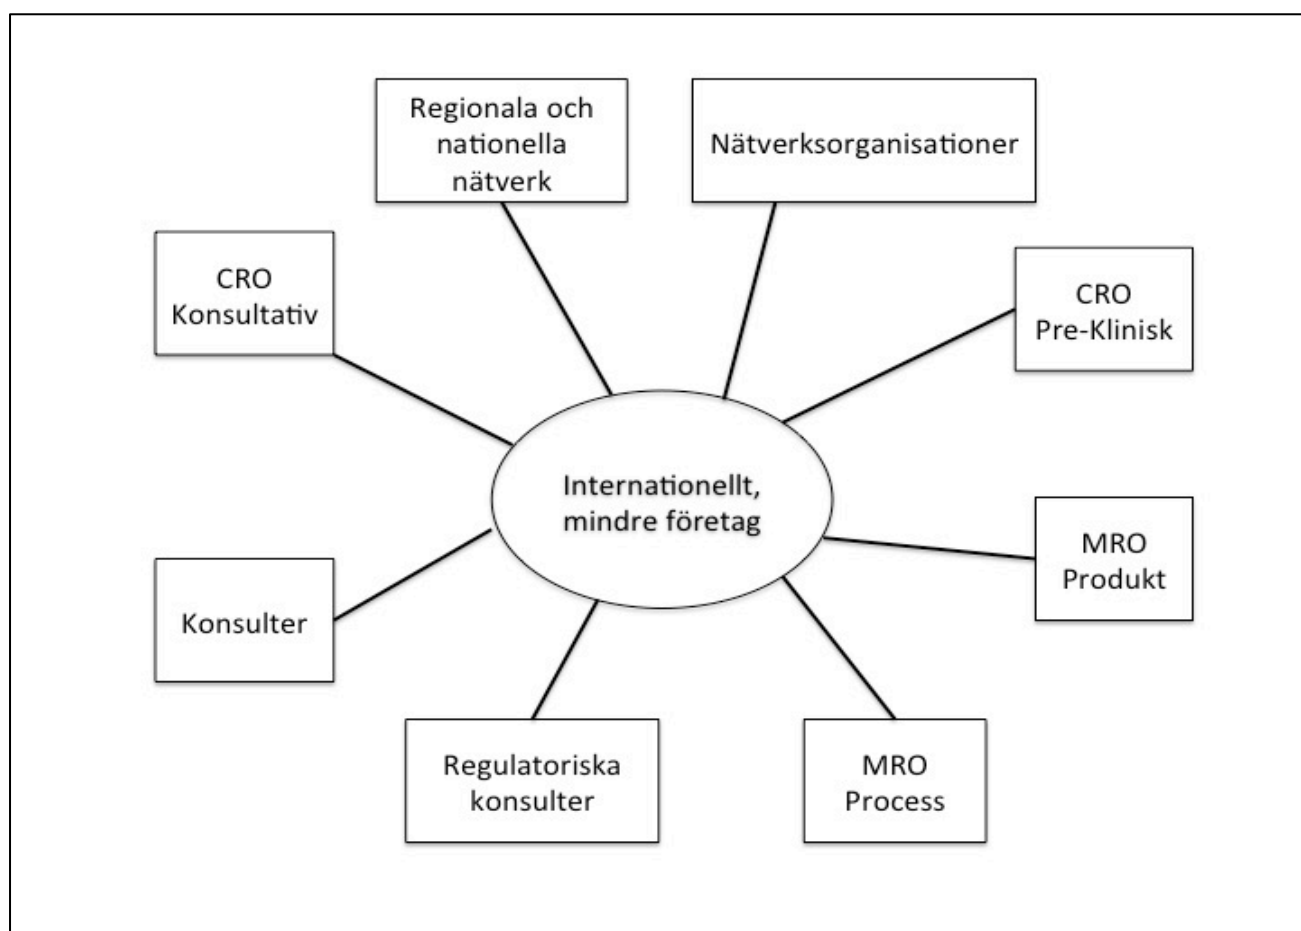 Regionala och
nationella
nätverk
Nätverksorganisationer
CRO
Konsultativ
CRO
Pre-Klinisk
Internationellt,
mindre företag
MRO
Produkt
Konsulter
Regulatoriska
konsulter
MRO
Process